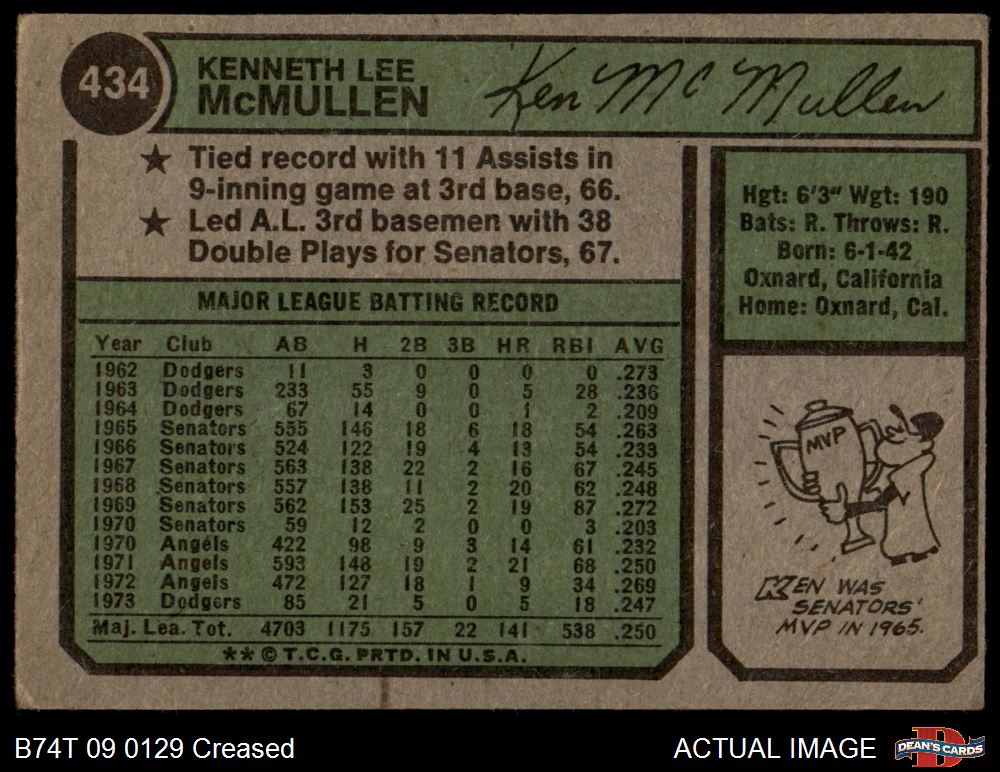 434
KENNETH LEE
McMULLEN
Ken McMullen
★ Tied record with 11 Assists in
9-inning game at 3rd base, 66.
★ Led A.L. 3rd basemen with 38
Double Plays for Senators, 67.
Hgt: 6'3" Wgt: 190
Bats: R. Throws: R.
Born: 6-1-42
Oxnard, California
Home: Oxnard, Cal.
MAJOR LEAGUE BATTING RECORD
Year Club AB H 2B 3B HR RBI AVG
1962 Dodgers 11 3 0 0 0 0 .273
1963 Dodgers 233 55 9 0 5 28 .236
1964 Dodgers 67 14 0 0 1 2 .209
1965 Senators 555 146 18 6 18 54 .263
1966 Senators 524 122 19 4 13 54 .233
1967 Senators 563 138 22 2 16 67 .245
1968 Senators 557 138 11 2 20 62 .248
1969 Senators 562 153 25 2 19 87 .272
1970 Senators 59 12 2 0 0 3 .203
1970 Angels 422 98 9 3 14 61 .232
1971 Angels 593 148 19 2 21 68 .250
1972 Angels 472 127 18 1 9 34 .269
1973 Dodgers 85 21 5 0 5 18 .247
Maj. Lea. Tot. 4703 1175 157 22 141 538 .250
** © T.C.G. PRTD. IN U.S.A.
MVP
KEN WAS
SENATORS'
MVP IN 1965.
B74T 09 0129 Creased
ACTUAL IMAGE
DEAN'S CARDS